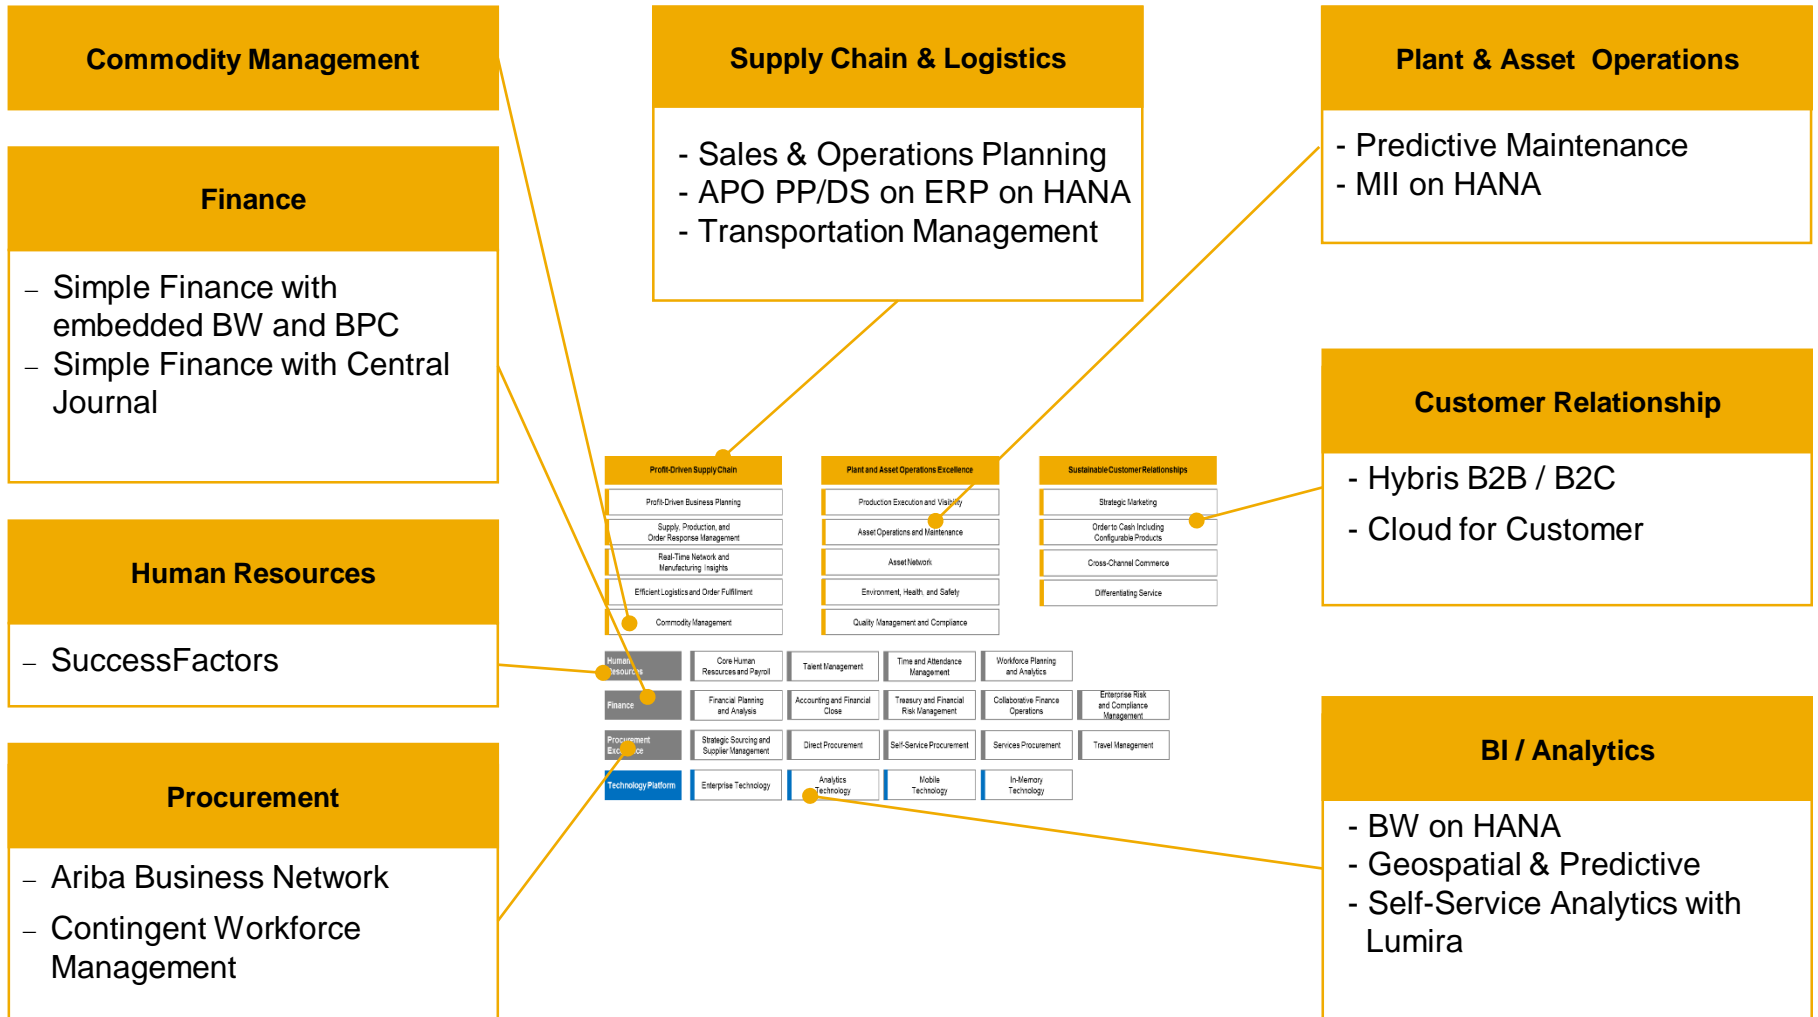 Commodity Management
Supply Chain & Logistics
- Sales & Operations Planning
- APO PP/DS on ERP on HANA
- Transportation Management
Plant & Asset Operations
- Predictive Maintenance
- MII on HANA
Finance
– Simple Finance with
embedded BW and BPC
– Simple Finance with Central
Journal
Customer Relationship
- Hybris B2B / B2C
- Cloud for Customer
Human Resources
– SuccessFactors
Procurement
– Ariba Business Network
– Contingent Workforce
Management
BI / Analytics
- BW on HANA
- Geospatial & Predictive
- Self-Service Analytics with
Lumira
Profit-Driven Supply Chain
Profit-Driven Business Planning
Supply, Production, and
Order Response Management
Real-Time Network and
Manufacturing Insights
Efficient Logistics and Order Fulfillment
Commodity Management
Plant and Asset Operations Excellence
Production Execution and Visibility
Asset Operations and Maintenance
Asset Network
Environment, Health, and Safety
Quality Management and Compliance
Sustainable Customer Relationships
Strategic Marketing
Order to Cash Including
Configurable Products
Cross-Channel Commerce
Differentiating Service
Human
Resources
Core Human
Resources and Payroll
Talent Management
Time and Attendance
Management
Workforce Planning
and Analytics
Finance
Financial Planning
and Analysis
Accounting and Financial
Close
Treasury and Financial
Risk Management
Collaborative Finance
Operations
Enterprise Risk
and Compliance
Management
Procurement
Excellence
Strategic Sourcing and
Supplier Management
Direct Procurement
Self-Service Procurement
Services Procurement
Travel Management
Technology Platform
Enterprise Technology
Analytics
Technology
Mobile
Technology
In-Memory
Technology